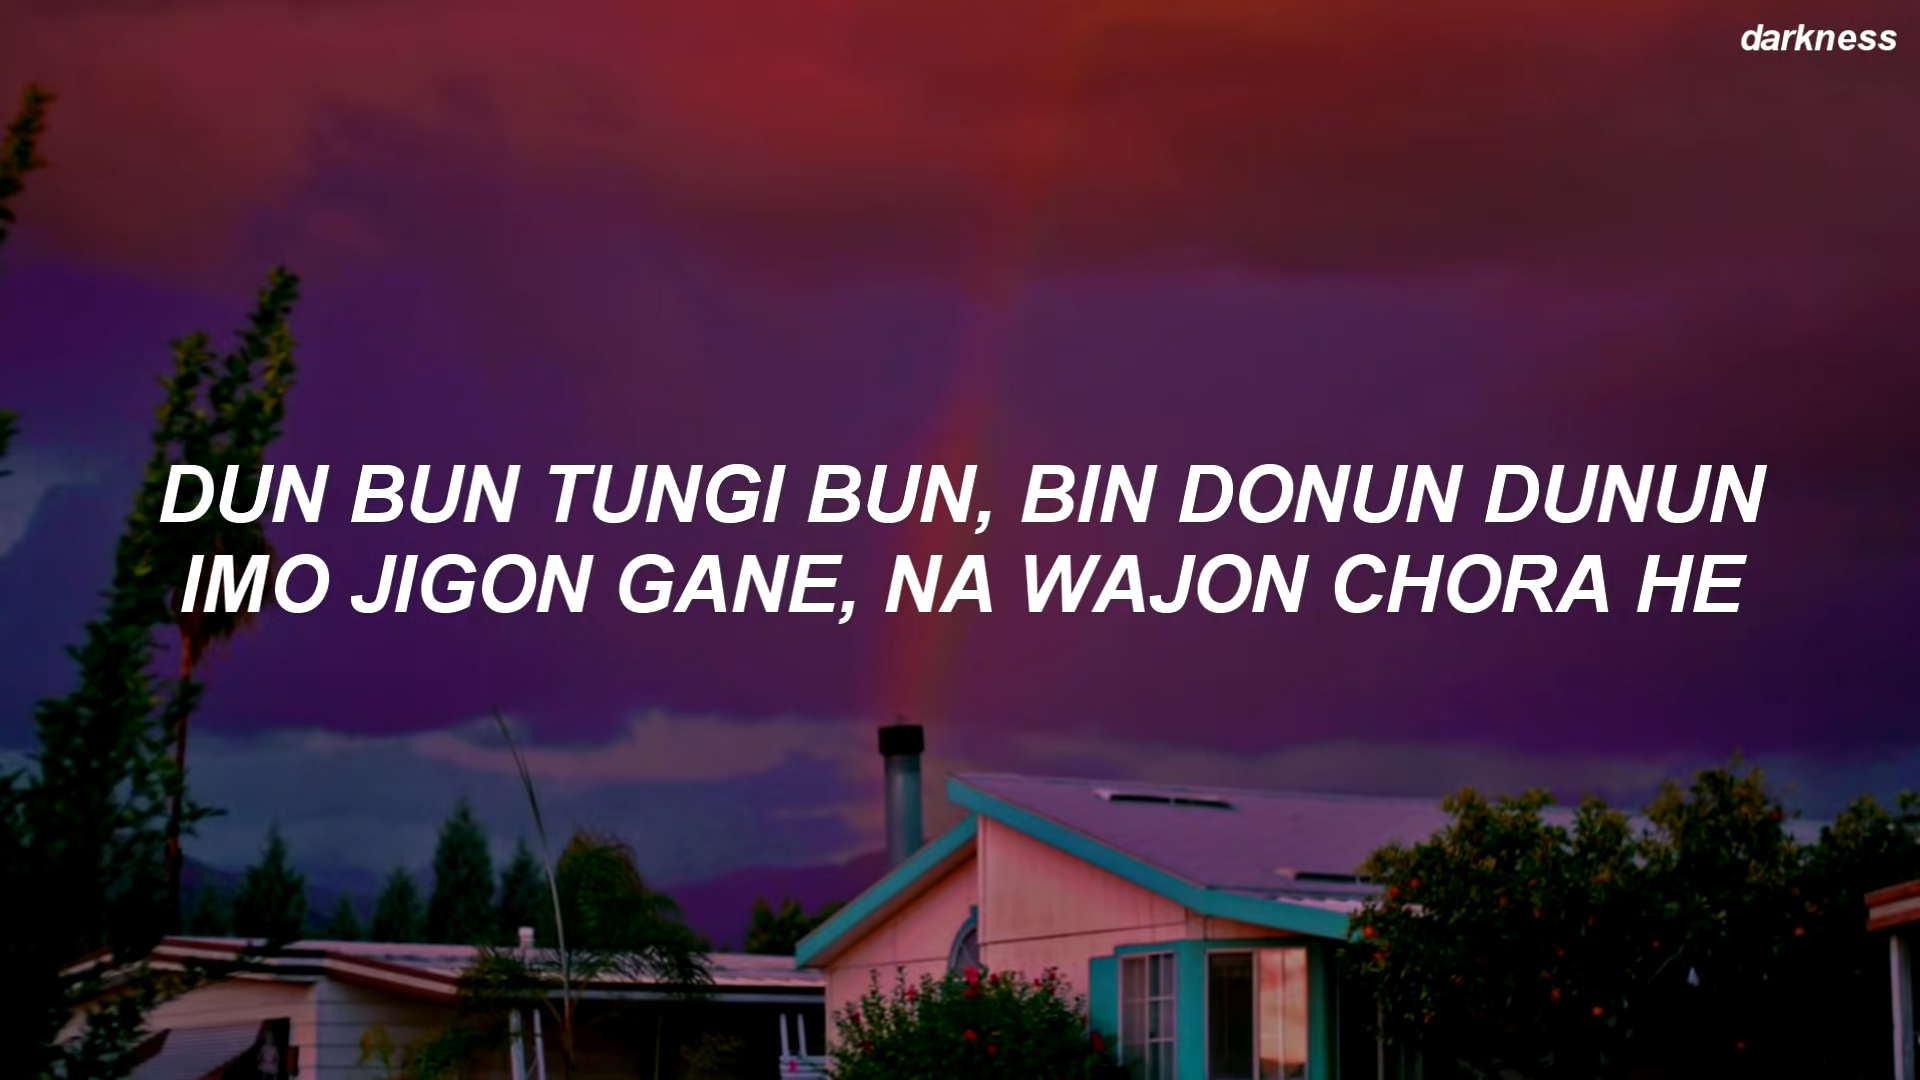 darkness
DUN BUN TUNGI BUN, BIN DONUN DUNUN
IMO JIGON GANE, NA WAJON CHORA HE